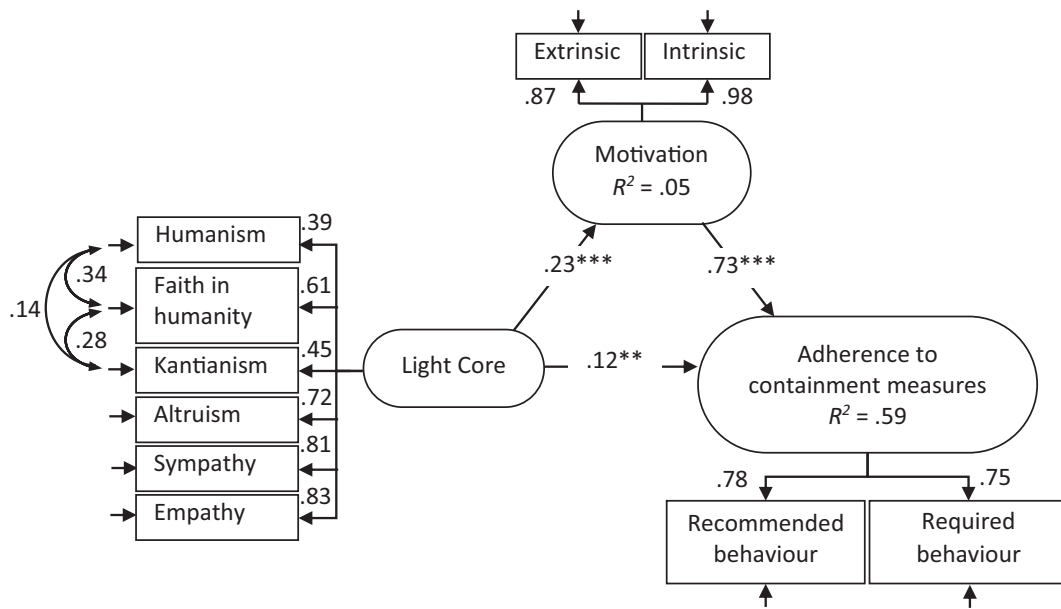 Extrinsic
Intrinsic
.87
.98
Motivation
R² = .05
Humanism
.39
.34
.23***
.73***
Faith in
humanity
.61
.14
.28
Kantianism
.45
Light Core
.12**
Adherence to
containment measures
R² = .59
Altruism
.72
Sympathy
.81
Empathy
.83
.78
.75
Recommended
behaviour
Required
behaviour